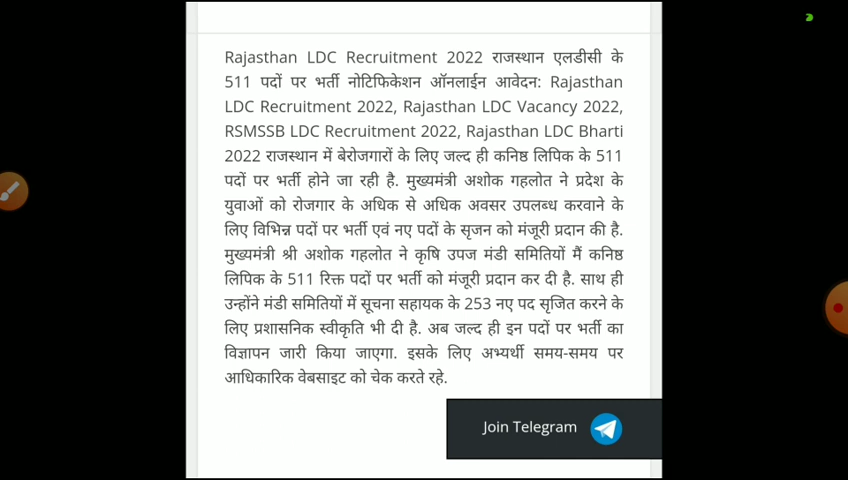 Rajasthan LDC Recruitment 2022 राजस्थान एलडीसी के
511 पदों पर भर्ती नोटिफिकेशन ऑनलाईन आवेदन: Rajasthan
LDC Recruitment 2022, Rajasthan LDC Vacancy 2022,
RSMSSB LDC Recruitment 2022, Rajasthan LDC Bharti
2022 राजस्थान में बेरोजगारों के लिए जल्द ही कनिष्ठ लिपिक के 511
पदों पर भर्ती होने जा रही है. मुख्यमंत्री अशोक गहलोत ने प्रदेश के
युवाओं को रोजगार के अधिक से अधिक अवसर उपलब्ध करवाने के
लिए विभिन्न पदों पर भर्ती एवं नए पदों के सृजन को मंजूरी प्रदान की है.
मुख्यमंत्री श्री अशोक गहलोत ने कृषि उपज मंडी समितियों मैं कनिष्ठ
लिपिक के 511 रिक्त पदों पर भर्ती को मंजूरी प्रदान कर दी है. साथ ही
उन्होंने मंडी समितियों में सूचना सहायक के 253 नए पद सृजित करने के
लिए प्रशासनिक स्वीकृति भी दी है. अब जल्द ही इन पदों पर भर्ती का
विज्ञापन जारी किया जाएगा. इसके लिए अभ्यर्थी समय-समय पर
आधिकारिक वेबसाइट को चेक करते रहे.
Join Telegram